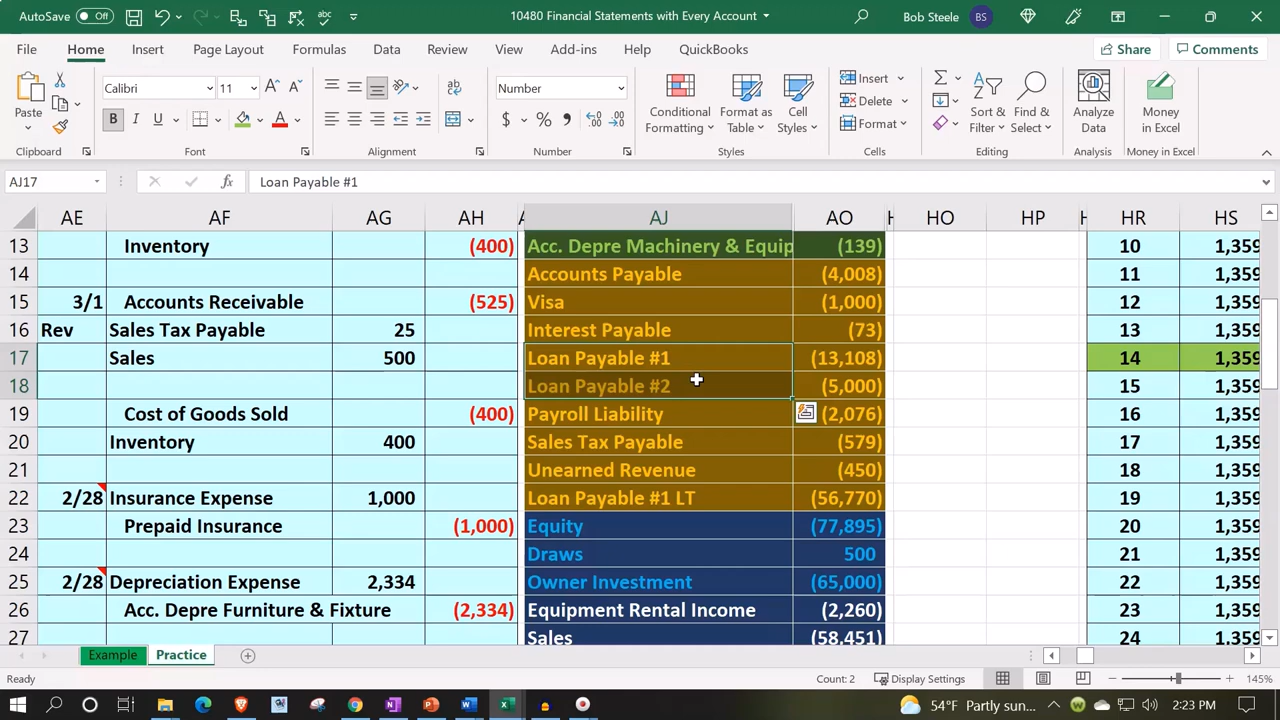 AutoSave Off 10480 Financial Statements with Every Account Bob Steele BS
File Home Insert Page Layout Formulas Data Review View Add-ins Help QuickBooks Share Comments
Paste Calibri 11 A A ab Number Conditional Formatting Format as Table Cell Styles Insert Delete Format Sort & Filter Find & Select Analyze Data Money in Excel
B I U A $ % , .00
Clipboard Font Alignment Number Styles Cells Editing Analysis Money in Excel
AJ17 fx Loan Payable #1
AE AF AG AH A AJ AO H HO HP H HR HS
13 Inventory (400) Acc. Depre Machinery & Equip (139) 10 1,359
14 Accounts Payable (4,008) 11 1,359
15 3/1 Accounts Receivable (525) Visa (1,000) 12 1,359
16 Rev Sales Tax Payable 25 Interest Payable (73) 13 1,359
17 Sales 500 Loan Payable #1 (13,108) 14 1,359
18 Loan Payable #2 (5,000) 15 1,359
19 Cost of Goods Sold (400) Payroll Liability (2,076) 16 1,359
20 Inventory 400 Sales Tax Payable (579) 17 1,359
21 Unearned Revenue (450) 18 1,359
22 2/28 Insurance Expense 1,000 Loan Payable #1 LT (56,770) 19 1,359
23 Prepaid Insurance (1,000) Equity (77,895) 20 1,359
24 Draws 500 21 1,359
25 2/28 Depreciation Expense 2,334 Owner Investment (65,000) 22 1,359
26 Acc. Depre Furniture & Fixture (2,334) Equipment Rental Income (2,260) 23 1,359
27 Sales (58,451) 24 1,359
Example Practice
Ready Count: 2 Display Settings 145%
54°F Partly sun... 2:23 PM